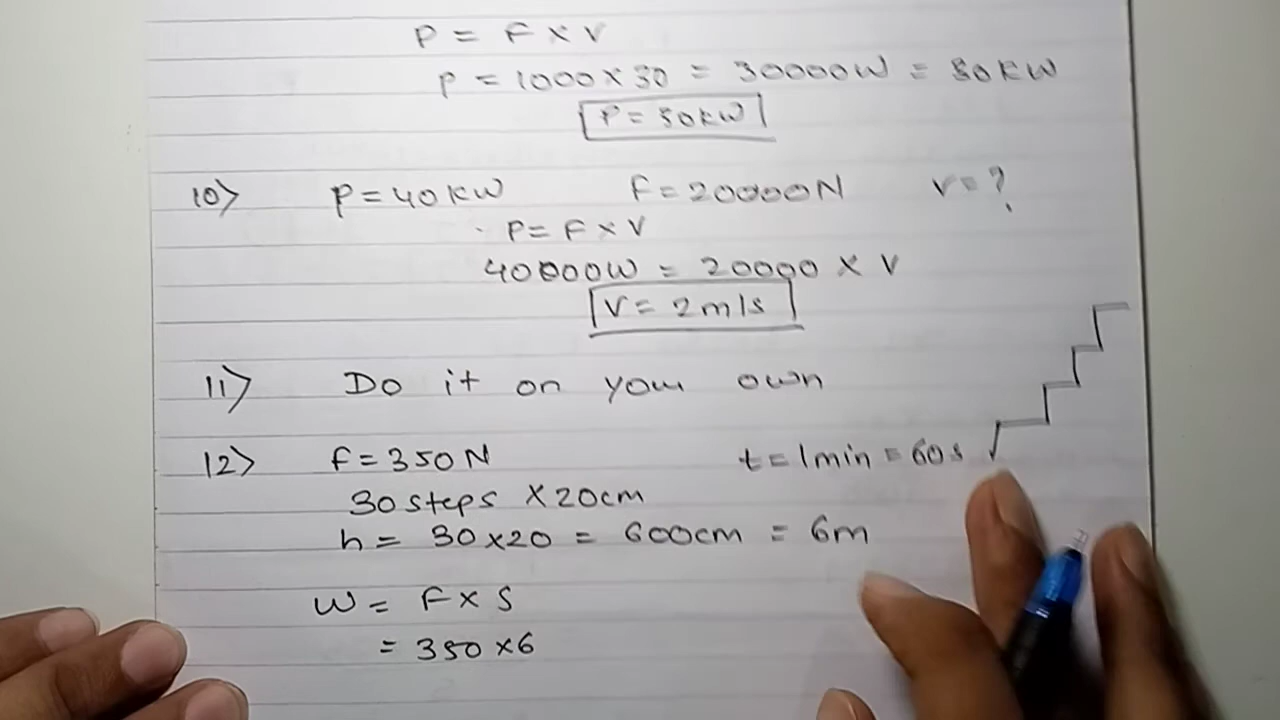 P = F × V
P = 1000 × 30 = 30000W = 30KW
P = 30KW
10) P = 40KW F = 20000N V = ?
P = F × V
40000W = 20000 × V
V = 2m/s
11) Do it on your own
12) F = 350N t = 1min = 60s
30 steps × 20cm
h = 30×20 = 600cm = 6m
W = F × S
= 350 × 6